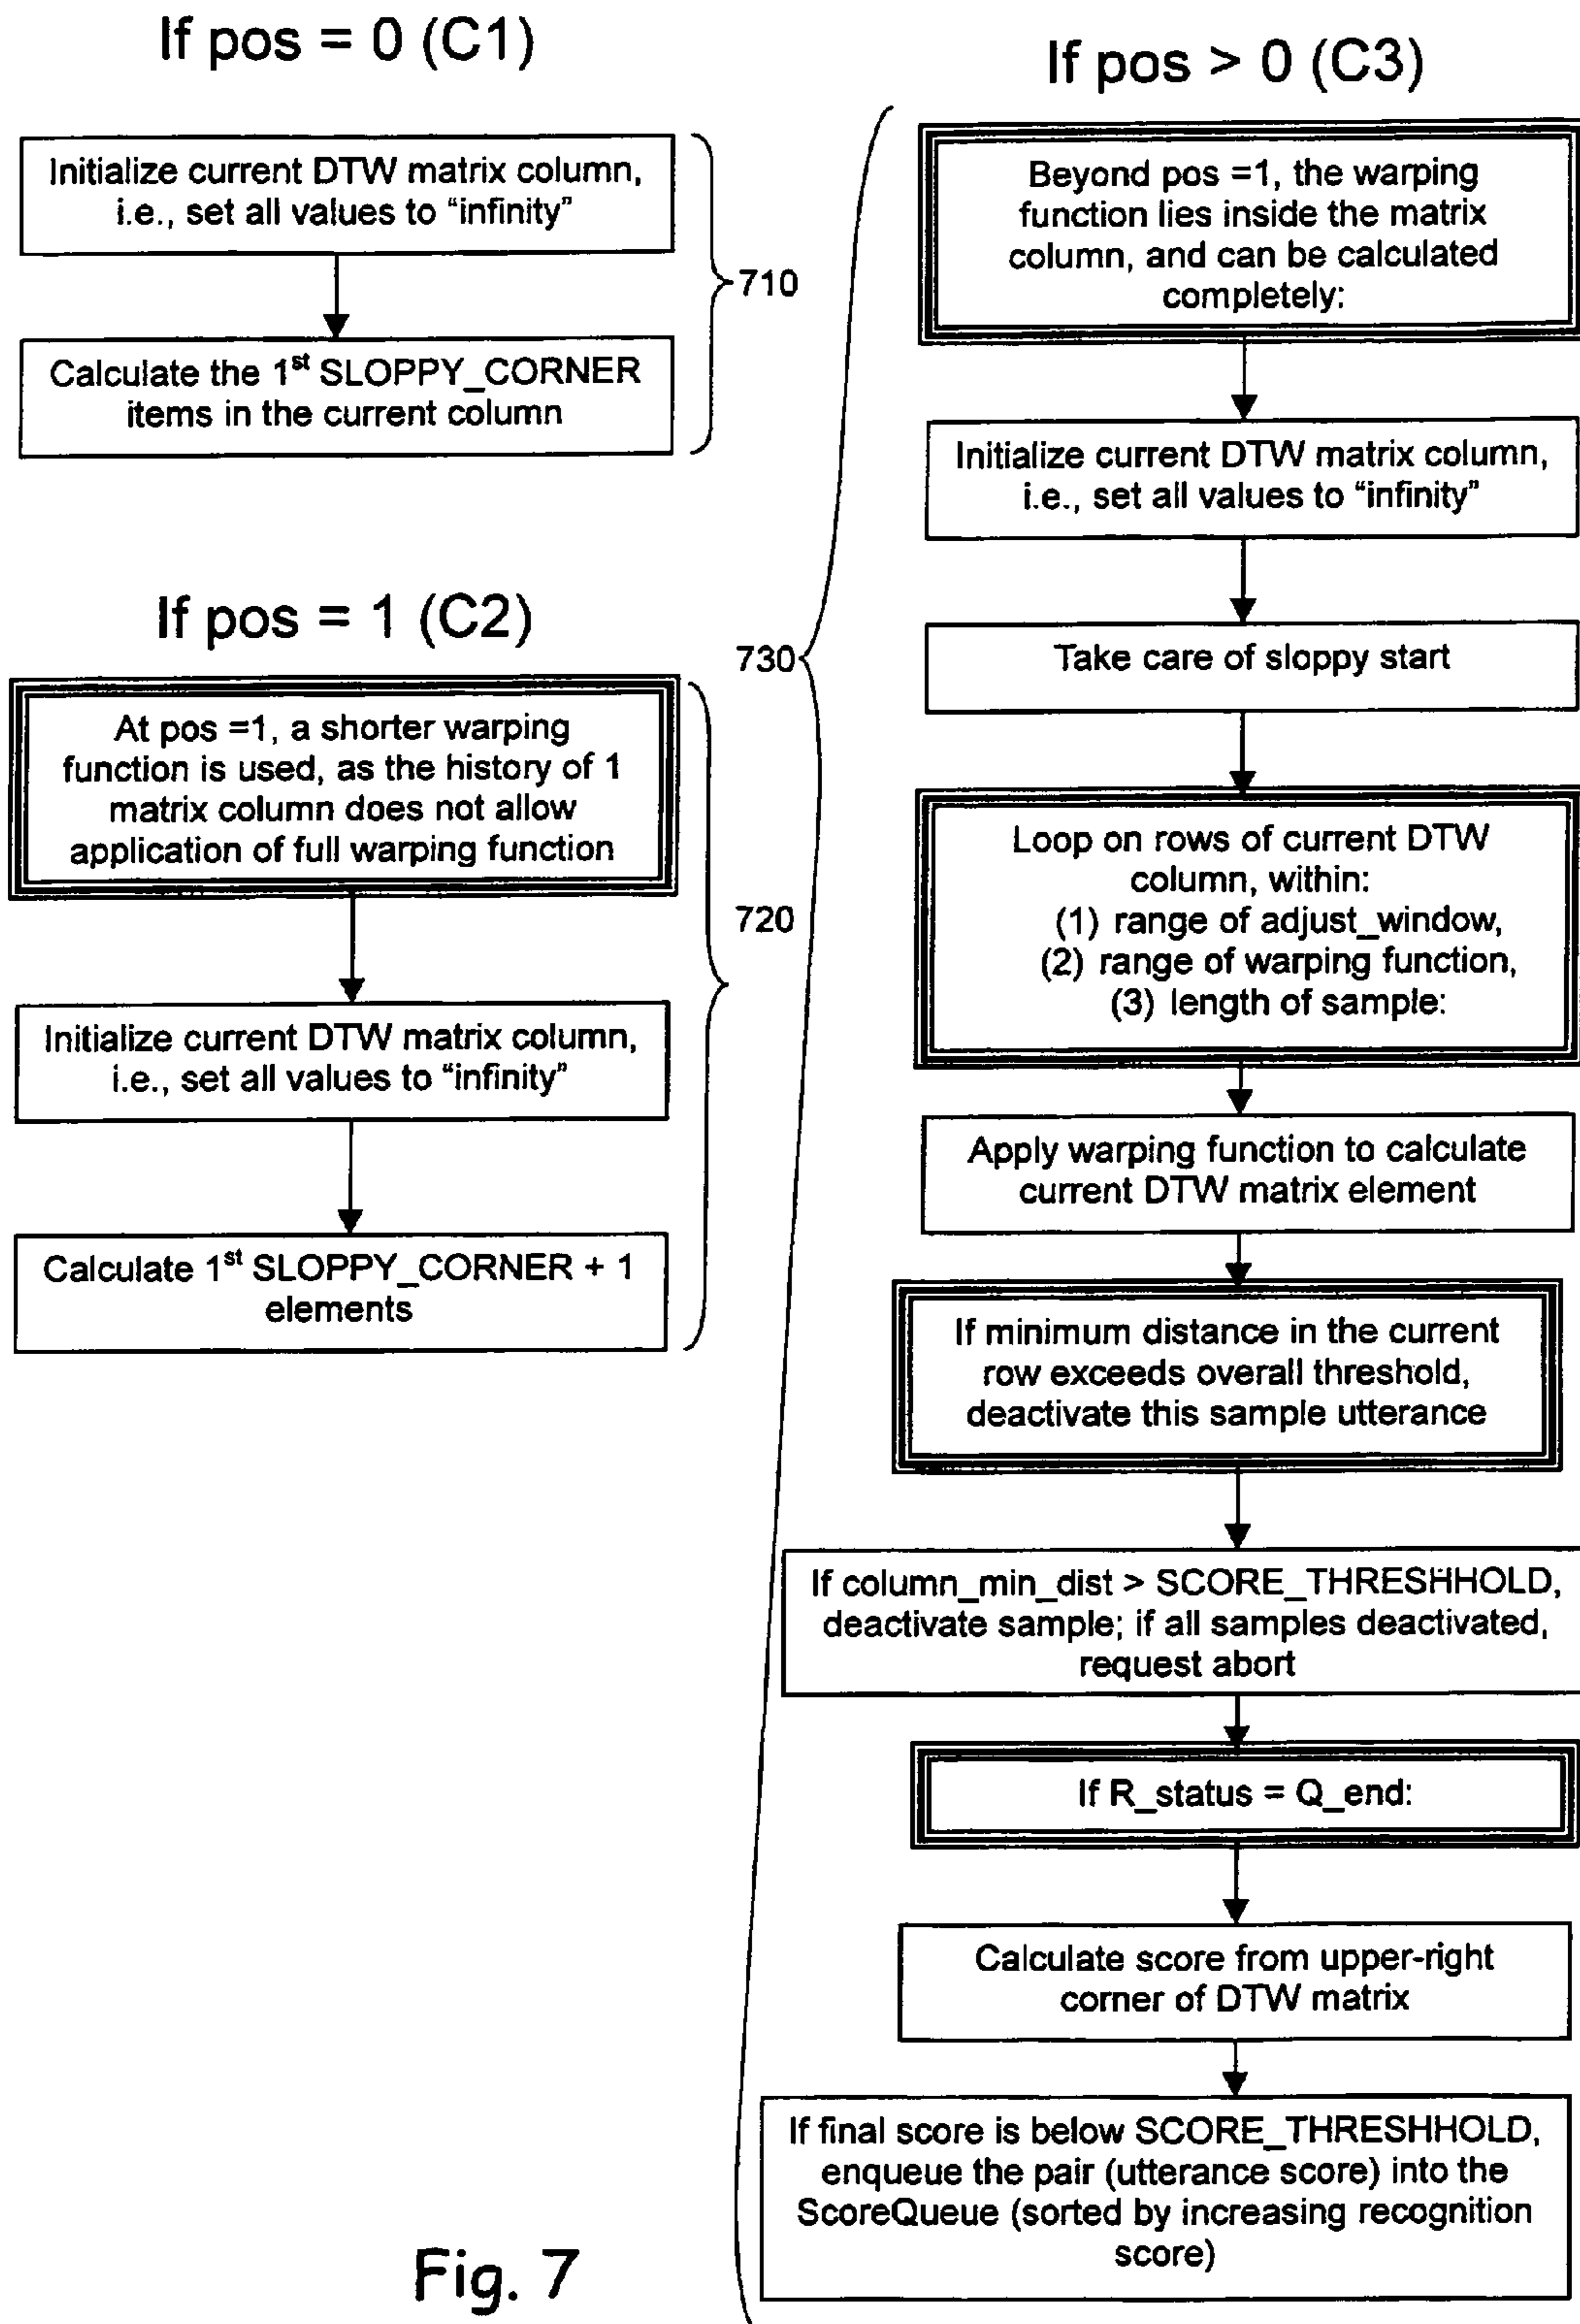 If pos = 0 (C1)
Initialize current DTW matrix column,
i.e., set all values to “infinity”
Calculate the 1st SLOPPY_CORNER
items in the current column
710
If pos = 1 (C2)
At pos =1, a shorter warping
function is used, as the history of 1
matrix column does not allow
application of full warping function
Initialize current DTW matrix column,
i.e., set all values to “infinity”
Calculate 1st SLOPPY_CORNER + 1
elements
720
If pos > 0 (C3)
730
Beyond pos =1, the warping
function lies inside the matrix
column, and can be calculated
completely:
Initialize current DTW matrix column,
i.e., set all values to “infinity”
Take care of sloppy start
Loop on rows of current DTW
column, within:
(1) range of adjust_window,
(2) range of warping function,
(3) length of sample:
Apply warping function to calculate
current DTW matrix element
If minimum distance in the current
row exceeds overall threshold,
deactivate this sample utterance
If column_min_dist > SCORE_THRESHHOLD,
deactivate sample; if all samples deactivated,
request abort
If R_status = Q_end:
Calculate score from upper-right
corner of DTW matrix
If final score is below SCORE_THRESHHOLD,
enqueue the pair (utterance score) into the
ScoreQueue (sorted by increasing recognition
score)
Fig. 7